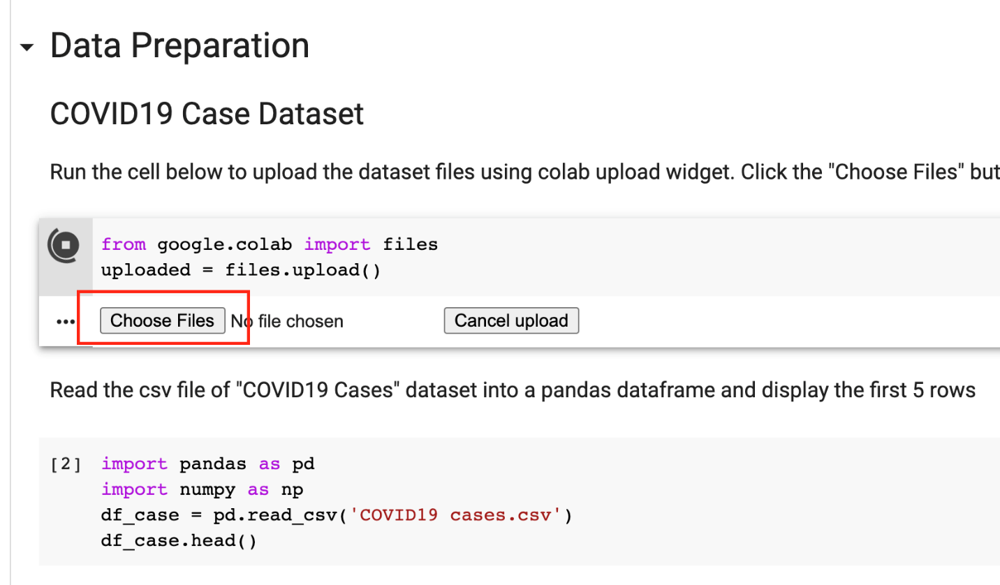 Data Preparation
COVID19 Case Dataset
Run the cell below to upload the dataset files using colab upload widget. Click the "Choose Files" but
from google.colab import files
uploaded = files.upload()
Choose Files No file chosen Cancel upload
Read the csv file of "COVID19 Cases" dataset into a pandas dataframe and display the first 5 rows
[2] import pandas as pd
import numpy as np
df_case = pd.read_csv('COVID19 cases.csv')
df_case.head()